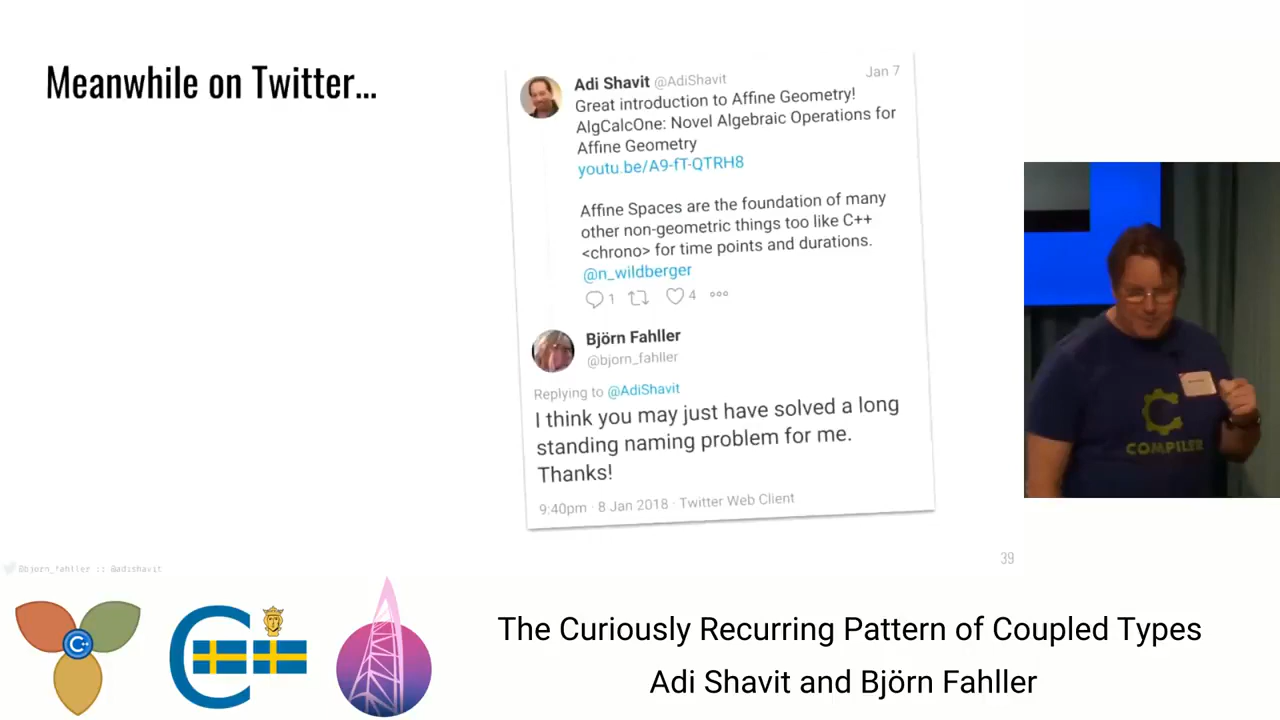 Meanwhile on Twitter...
Adi Shavit @AdiShavit
Jan 7
Great introduction to Affine Geometry!
AlgCalcOne: Novel Algebraic Operations for
Affine Geometry
youtu.be/A9-fT-QTRH8
Affine Spaces are the foundation of many
other non-geometric things too like C++
<chrono> for time points and durations.
@n_wildberger
1 4
Björn Fahller
@bjorn_fahller
Replying to @AdiShavit
I think you may just have solved a long
standing naming problem for me.
Thanks!
9:40pm · 8 Jan 2018 · Twitter Web Client
39
@bjorn_fahller :: @adishavit
COMPILER
C++
The Curiously Recurring Pattern of Coupled Types
Adi Shavit and Björn Fahller